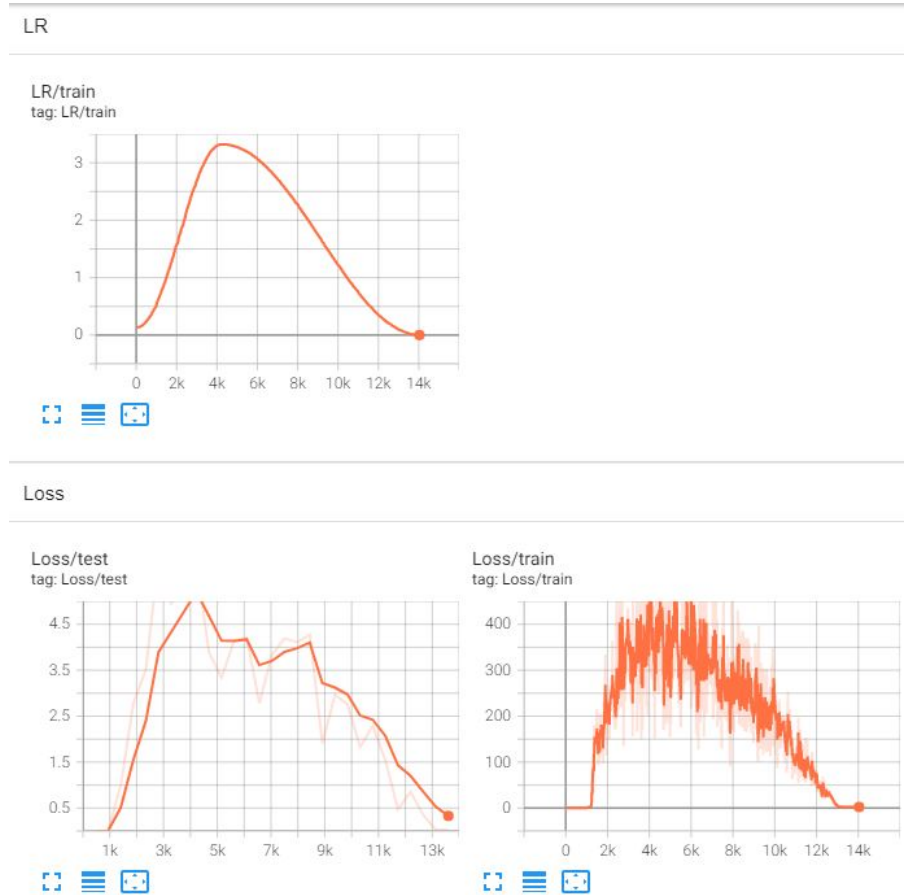 LR
LR/train
tag: LR/train
3
2
1
0
0 2k 4k 6k 8k 10k 12k 14k
Loss
Loss/test
tag: Loss/test
4.5
3.5
2.5
1.5
0.5
1k 3k 5k 7k 9k 11k 13k
Loss/train
tag: Loss/train
400
300
200
100
0
0 2k 4k 6k 8k 10k 12k 14k